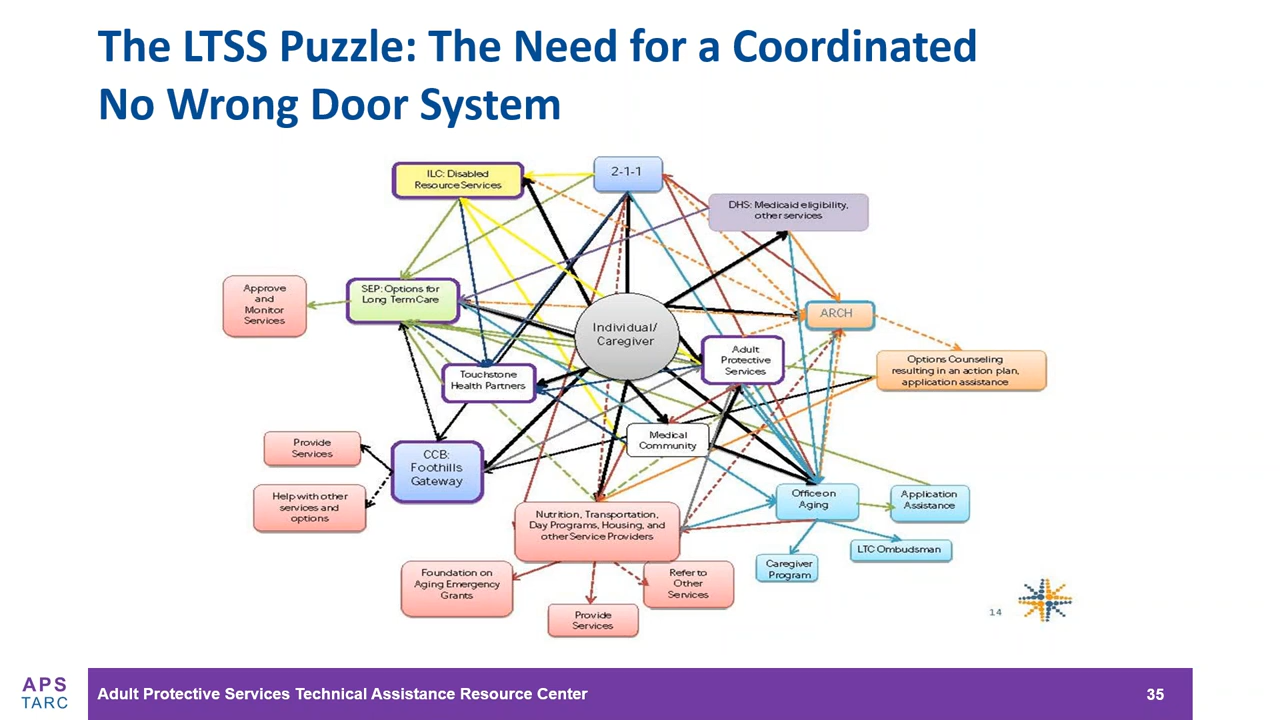 The LTSS Puzzle: The Need for a Coordinated
No Wrong Door System
ILC: Disabled
Resource Services
2-1-1
DHS: Medicaid eligibility,
other services
Approve
and
Monitor
Services
SEP: Options for
Long Term Care
Individual/
Caregiver
ARCH
Adult
Protective
Services
Options Counseling
resulting in an action plan,
application assistance
Touchstone
Health Partners
Medical
Community
Provide
Services
CCB:
Foothills
Gateway
Help with other
services and
options
Nutrition, Transportation,
Day Programs, Housing, and
other Service Providers
Office on
Aging
Application
Assistance
LTC Ombudsman
Caregiver
Program
Foundation on
Aging Emergency
Grants
Refer to
Other
Services
Provide
Services
14
APS
TARC
Adult Protective Services Technical Assistance Resource Center
35